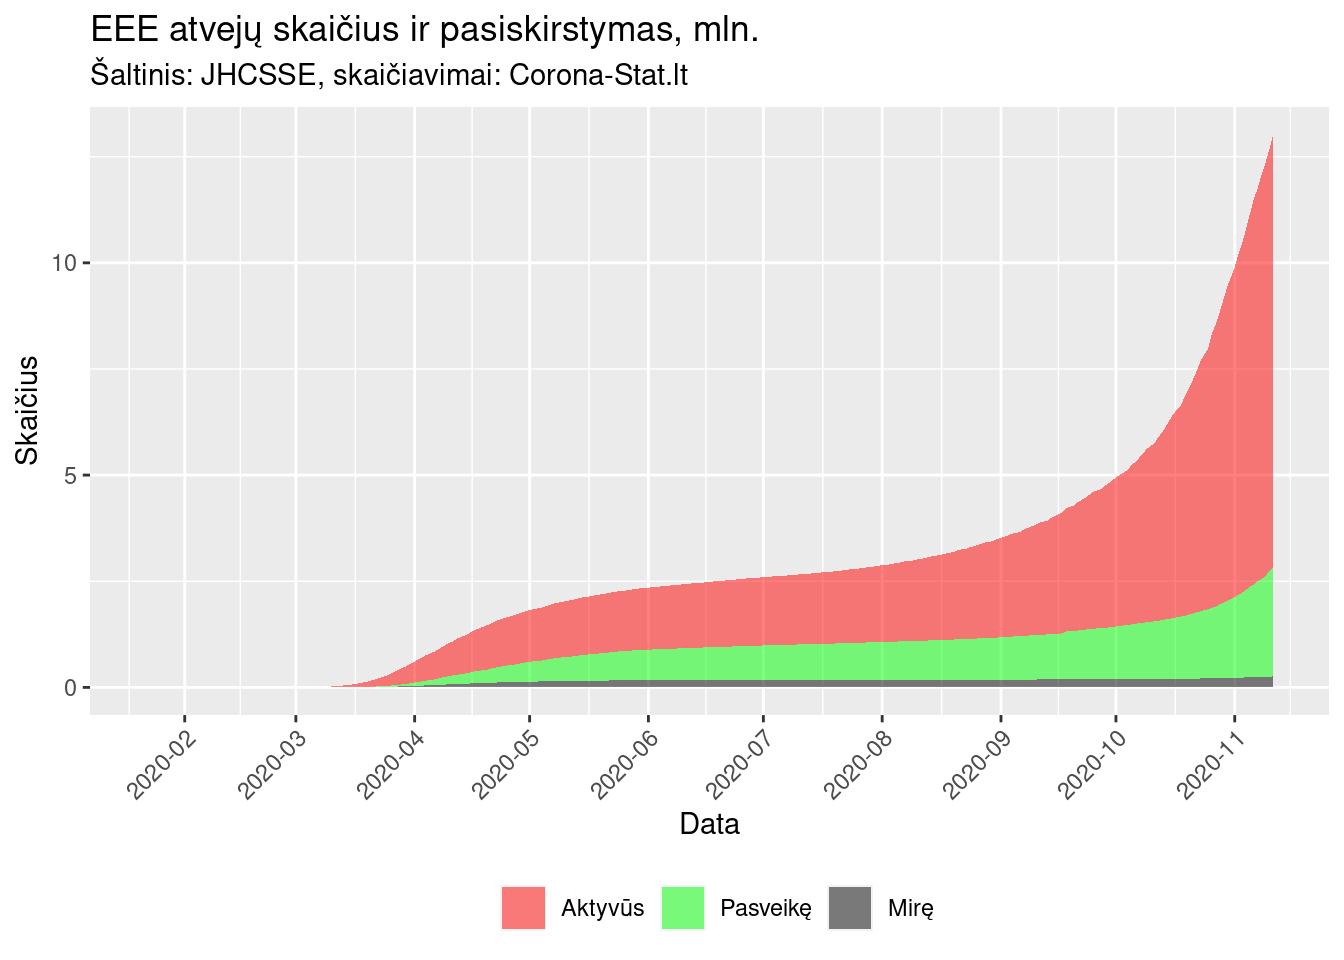 EEE atvejų skaičius ir pasiskirstymas, mln.
Šaltinis: JHCSSE, skaičiavimai: Corona-Stat.lt
Skaičius
10
5
0
2020-02
2020-03
2020-04
2020-05
2020-06
2020-07
2020-08
2020-09
2020-10
2020-11
Data
Aktyvūs
Pasveikę
Mirę